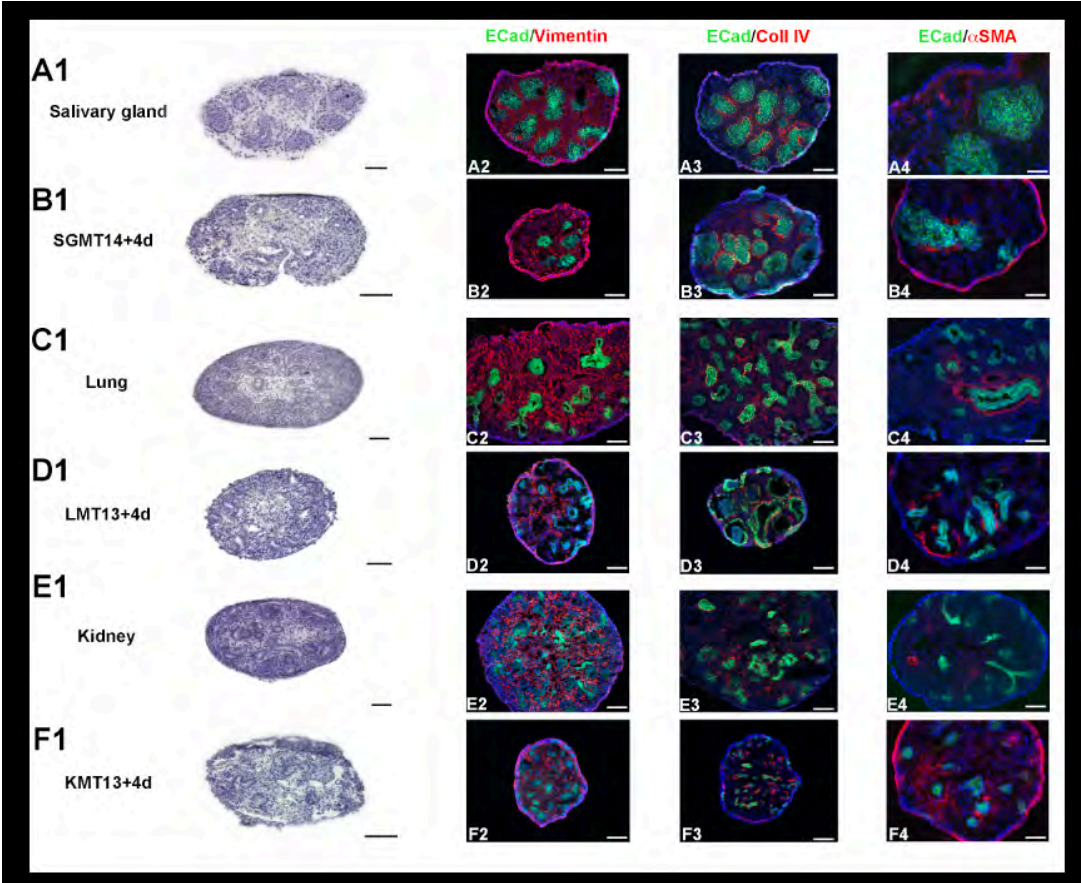 ECad/Vimentin ECad/Coll IV ECad/αSMA
A1
Salivary gland
A2 A3 A4
B1
SGMT14+4d
B2 B3 B4
C1
Lung
C2 C3 C4
D1
LMT13+4d
D2 D3 D4
E1
Kidney
E2 E3 E4
F1
KMT13+4d
F2 F3 F4